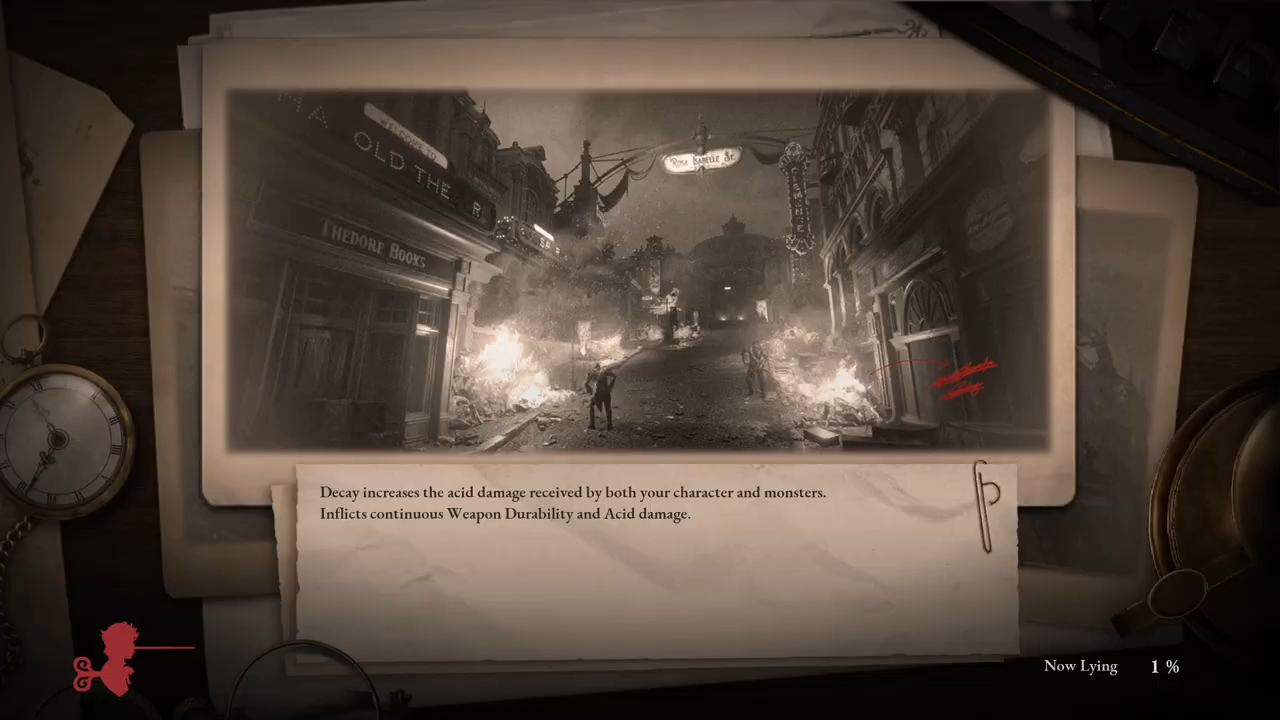 WELCOME TO
OLD THE R
THEDORE BOOKS
Rosa Isabelle St.
Decay increases the acid damage received by both your character and monsters.
Inflicts continuous Weapon Durability and Acid damage.
Now Lying 1 %